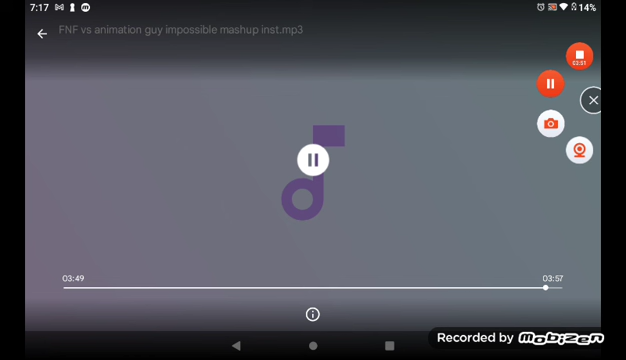 7:17
14%
FNF vs animation guy impossible mashup inst.mp3
03:51
03:49
03:57
Recorded by MOBIZEN